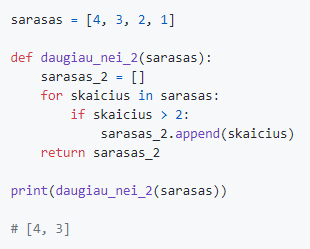 sarasas = [4, 3, 2, 1]
def daugiau_nei_2(sarasas):
    sarasas_2 = []
    for skaicius in sarasas:
        if skaicius > 2:
            sarasas_2.append(skaicius)
    return sarasas_2
print(daugiau_nei_2(sarasas))
# [4, 3]